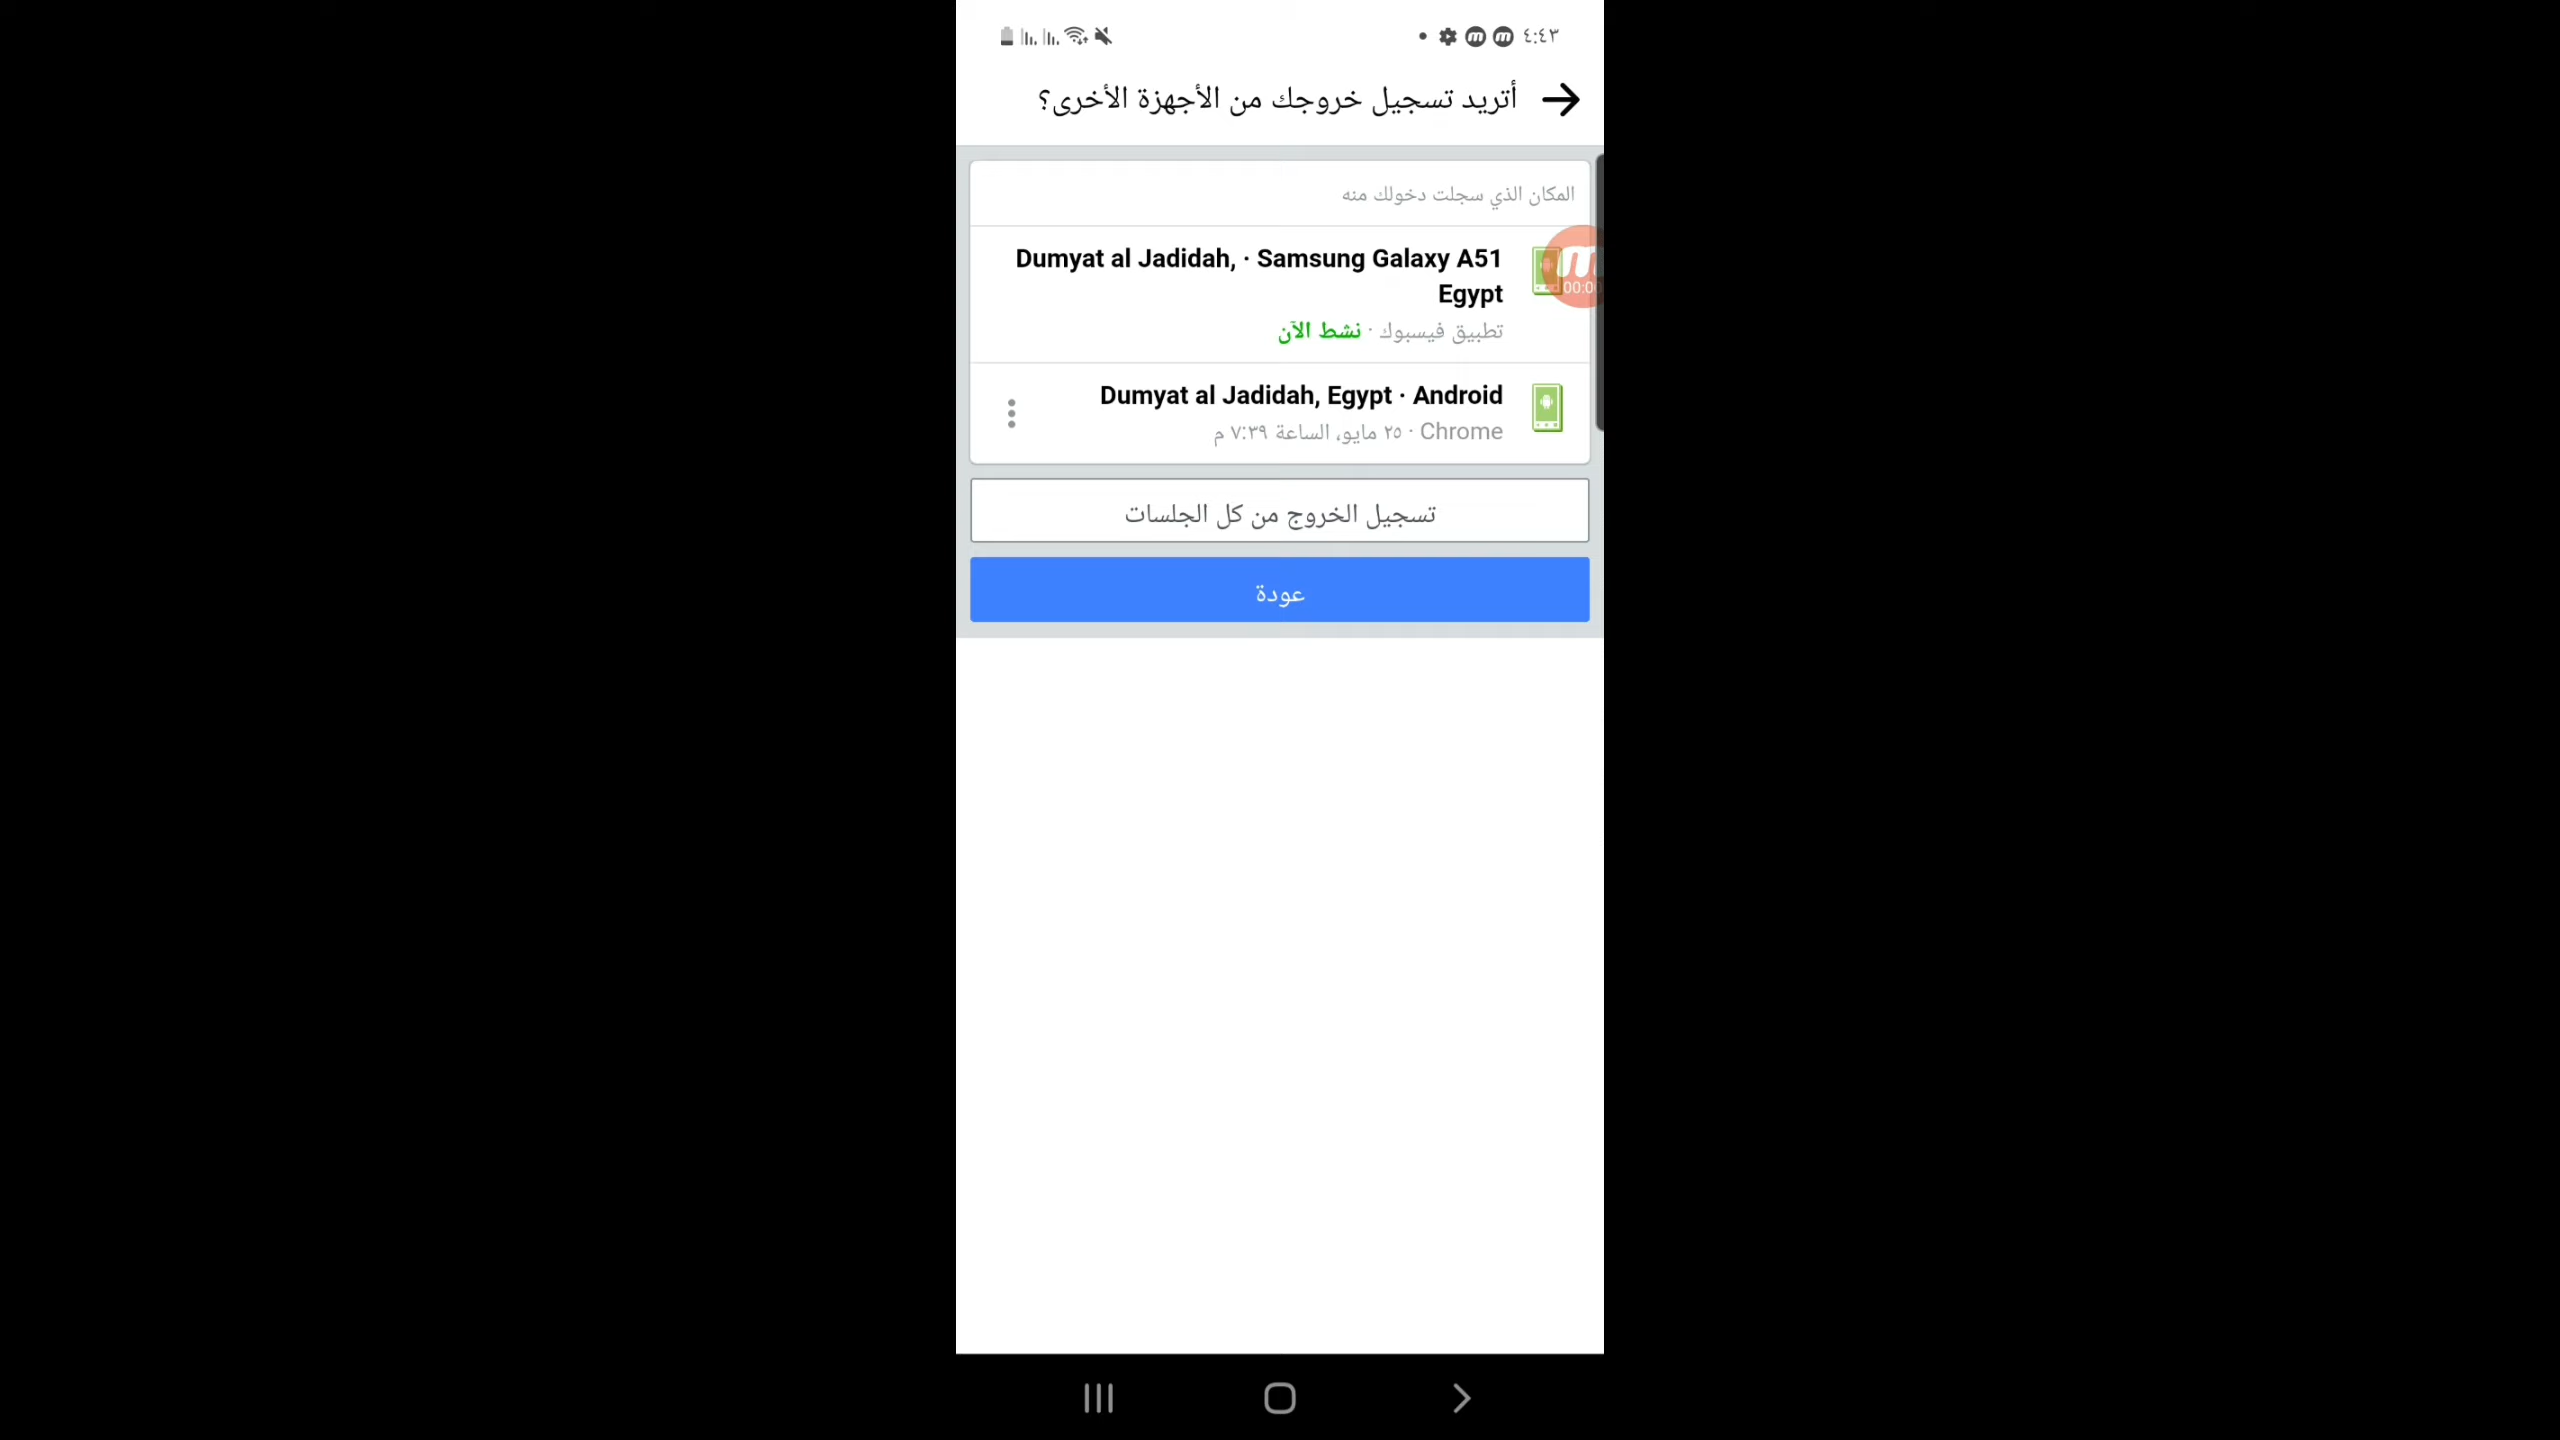 ٤:٤٣
أتريد تسجيل خروجك من الأجهزة الأخرى؟
المكان الذي سجلت دخولك منه
Dumyat al Jadidah, · Samsung Galaxy A51
Egypt
تطبيق فيسبوك · نشط الآن
00:00
Dumyat al Jadidah, Egypt · Android
Chrome · ٢٥ مايو، الساعة ٧:٣٩ م
تسجيل الخروج من كل الجلسات
عودة